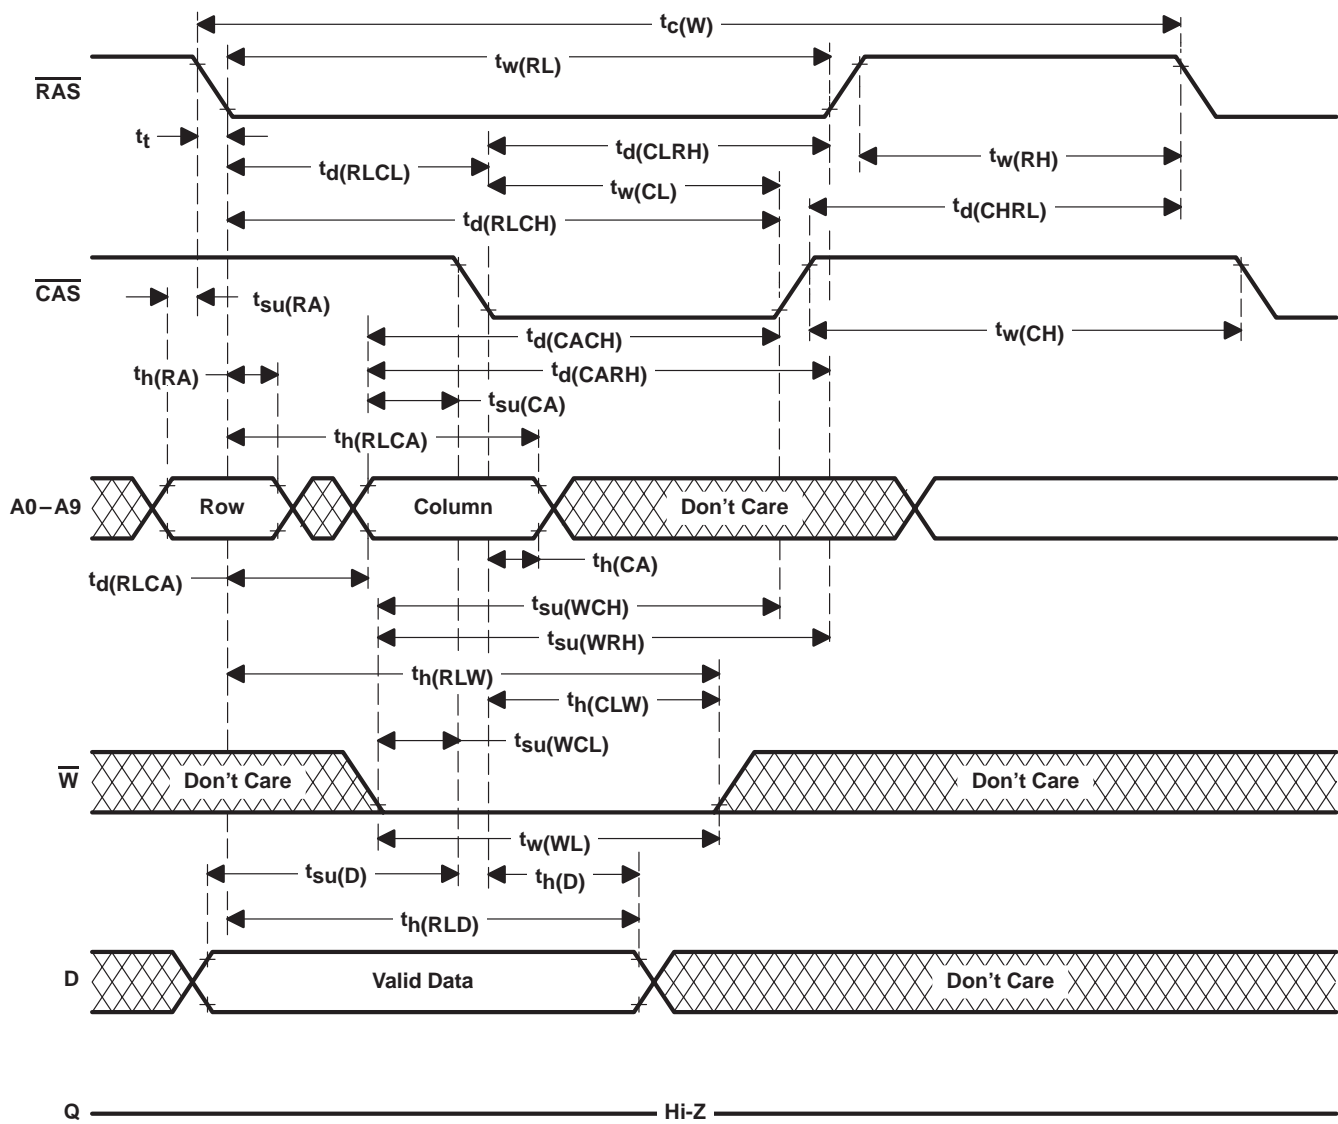 tc(W)
tw(RL)
RAS
tt
td(CLRH)
td(RLCL)
tw(RH)
tw(CL)
td(CHRL)
td(RLCH)
CAS
tsu(RA)
td(CACH)
tw(CH)
th(RA)
td(CARH)
tsu(CA)
th(RLCA)
A0–A9
Row
Column
Don't Care
th(CA)
td(RLCA)
tsu(WCH)
tsu(WRH)
th(RLW)
th(CLW)
tsu(WCL)
W
Don't Care
Don't Care
tw(WL)
tsu(D)
th(D)
th(RLD)
D
Valid Data
Don't Care
Q
Hi-Z